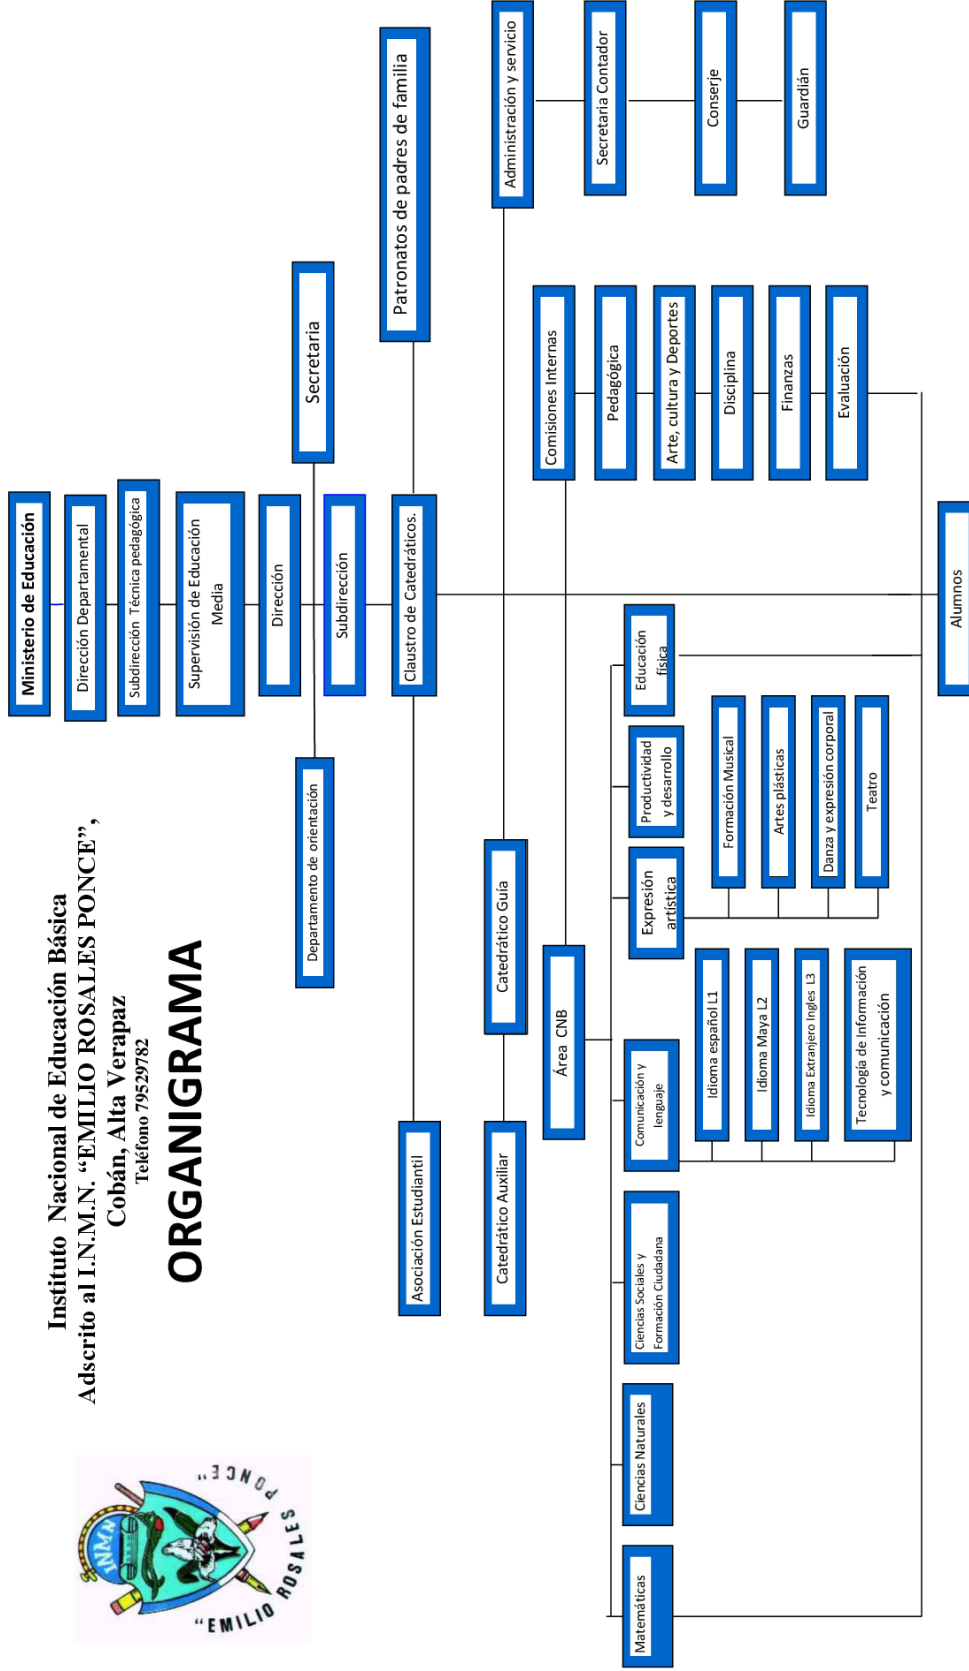 Instituto Nacional de Educación Básica
Adscrito al I.N.M.N. “EMILIO ROSALES PONCE”,
Cobán, Alta Verapaz
Teléfono 79529782
ORGANIGRAMA
INMN
“EMILIO ROSALES PONCE”
Ministerio de Educación
Dirección Departamental
Subdirección Técnica pedagógica
Supervisión de Educación
Media
Dirección
Departamento de orientación
Secretaria
Subdirección
Asociación Estudiantil
Claustro de Catedráticos.
Patronatos de padres de familia
Catedrático Auxiliar
Catedrático Guía
Administración y servicio
Secretaria Contador
Conserje
Guardián
Área CNB
Comisiones Internas
Pedagógica
Arte, cultura y Deportes
Disciplina
Finanzas
Evaluación
Matemáticas
Ciencias Naturales
Ciencias Sociales y
Formación Ciudadana
Comunicación y
lenguaje
Idioma español L1
Idioma Maya L2
Idioma Extranjero Ingles L3
Tecnología de Información
y comunicación
Expresión
artística
Formación Musical
Artes plásticas
Danza y expresión corporal
Teatro
Productividad
y desarrollo
Educación
física
Alumnos